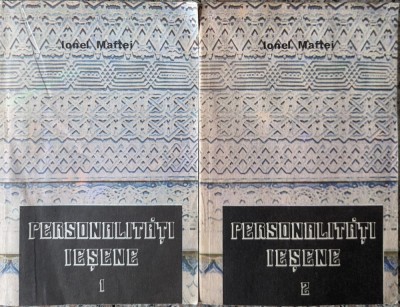 Ionel Maftei
PERSONALITĂȚI
IEȘENE
1
Ionel Maftei
PERSONALITĂȚI
IEȘENE
2